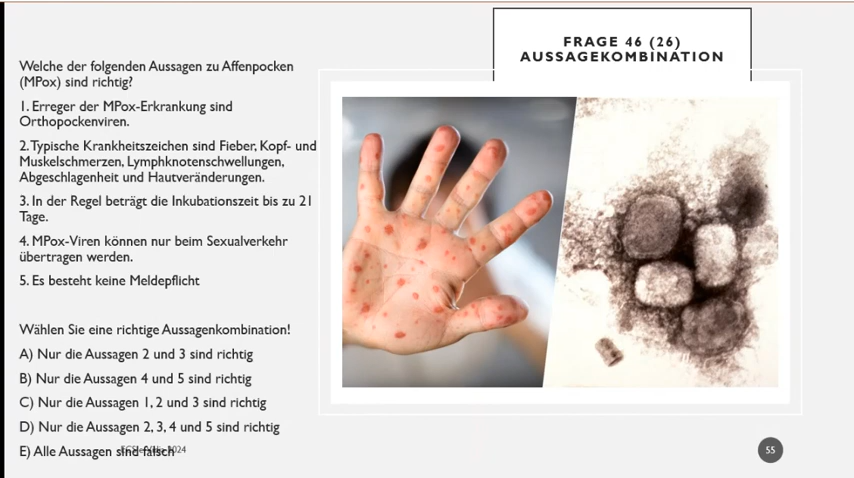 FRAGE 46 (26)
AUSSAGEKOMBINATION
Welche der folgenden Aussagen zu Affenpocken
(MPox) sind richtig?
1. Erreger der MPox-Erkrankung sind
Orthopockenviren.
2. Typische Krankheitszeichen sind Fieber, Kopf- und
Muskelschmerzen, Lymphknotenschwellungen,
Abgeschlagenheit und Hautveränderungen.
3. In der Regel beträgt die Inkubationszeit bis zu 21
Tage.
4. MPox-Viren können nur beim Sexualverkehr
übertragen werden.
5. Es besteht keine Meldepflicht
Wählen Sie eine richtige Aussagenkombination!
A) Nur die Aussagen 2 und 3 sind richtig
B) Nur die Aussagen 4 und 5 sind richtig
C) Nur die Aussagen 1, 2 und 3 sind richtig
D) Nur die Aussagen 2, 3, 4 und 5 sind richtig
E) Alle Aussagen sind falsch
2024
55